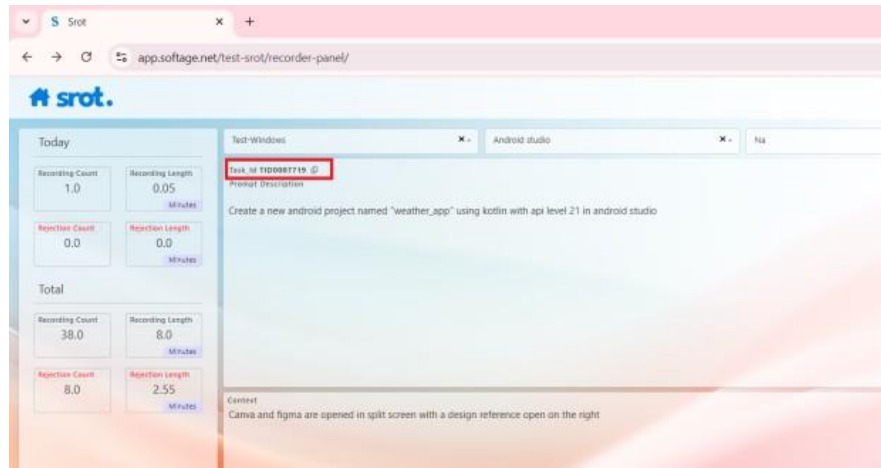 Srot
app.softage.net/test-srot/recorder-panel/
srot.
Today
Recording Count
1.0
Recording Length
0.05
Minutes
Rejection Count
0.0
Rejection Length
0.0
Minutes
Total
Recording Count
38.0
Recording Length
8.0
Minutes
Rejection Count
8.0
Rejection Length
2.55
Minutes
Test-Windows
Android studio
Na
Task_Id TID0087719
Prompt Description
Create a new android project named "weather_app" using kotlin with api level 21 in android studio
Context
Canva and figma are opened in split screen with a design reference open on the right